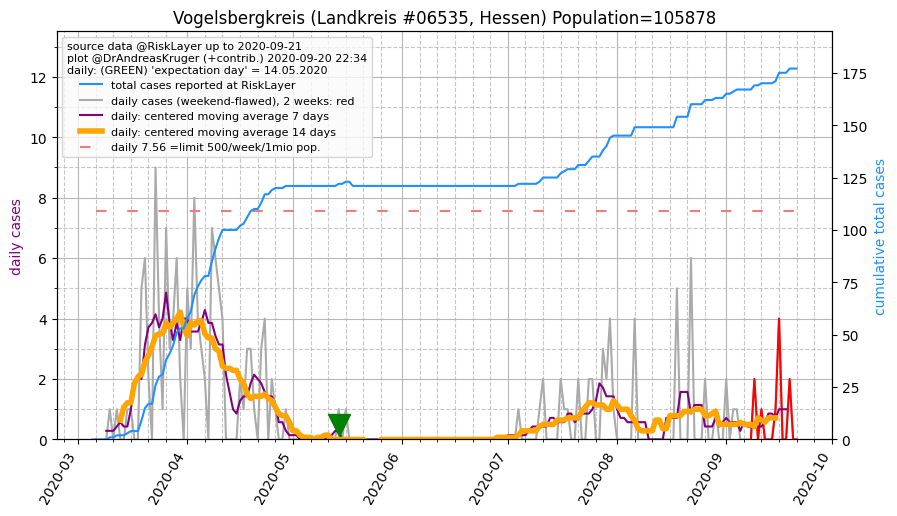 Vogelsbergkreis (Landkreis #06535, Hessen) Population=105878
source data @RiskLayer up to 2020-09-21
plot @DrAndreasKruger (+contrib.) 2020-09-20 22:34
daily: (GREEN) 'expectation day' = 14.05.2020
total cases reported at RiskLayer
daily cases (weekend-flawed), 2 weeks: red
daily: centered moving average 7 days
daily: centered moving average 14 days
daily 7.56 =limit 500/week/1mio pop.
daily cases
12
10
8
6
4
2
0
cumulative total cases
175
150
125
100
75
50
25
0
2020-03
2020-04
2020-05
2020-06
2020-07
2020-08
2020-09
2020-10